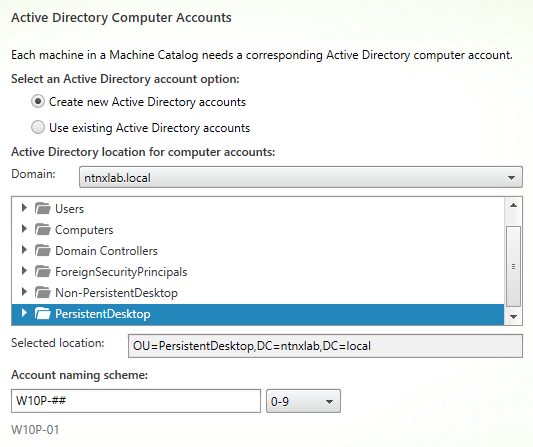 Active Directory Computer Accounts
Each machine in a Machine Catalog needs a corresponding Active Directory computer account.
Select an Active Directory account option:
Create new Active Directory accounts
Use existing Active Directory accounts
Active Directory location for computer accounts:
Domain: ntnxlab.local
Users
Computers
Domain Controllers
ForeignSecurityPrincipals
Non-PersistentDesktop
PersistentDesktop
Selected location: OU=PersistentDesktop,DC=ntnxlab,DC=local
Account naming scheme:
W10P-## 0-9
W10P-01